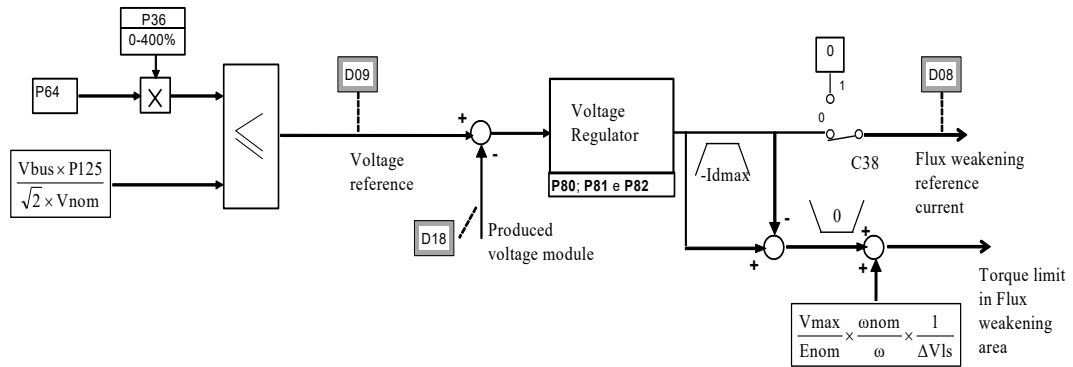 P36
0-400%
P64
X
Vbus × P125
√2 × Vnom
≤
D09
Voltage
reference
+
-
D18
Produced
voltage module
Voltage
Regulator
P80; P81 e P82
-Idmax
0
1
0
C38
D08
Flux weakening
reference
current
-
+
0
+
+
Vmax/Enom × ωnom/ω × 1/ΔVls
Torque limit
in Flux
weakening
area